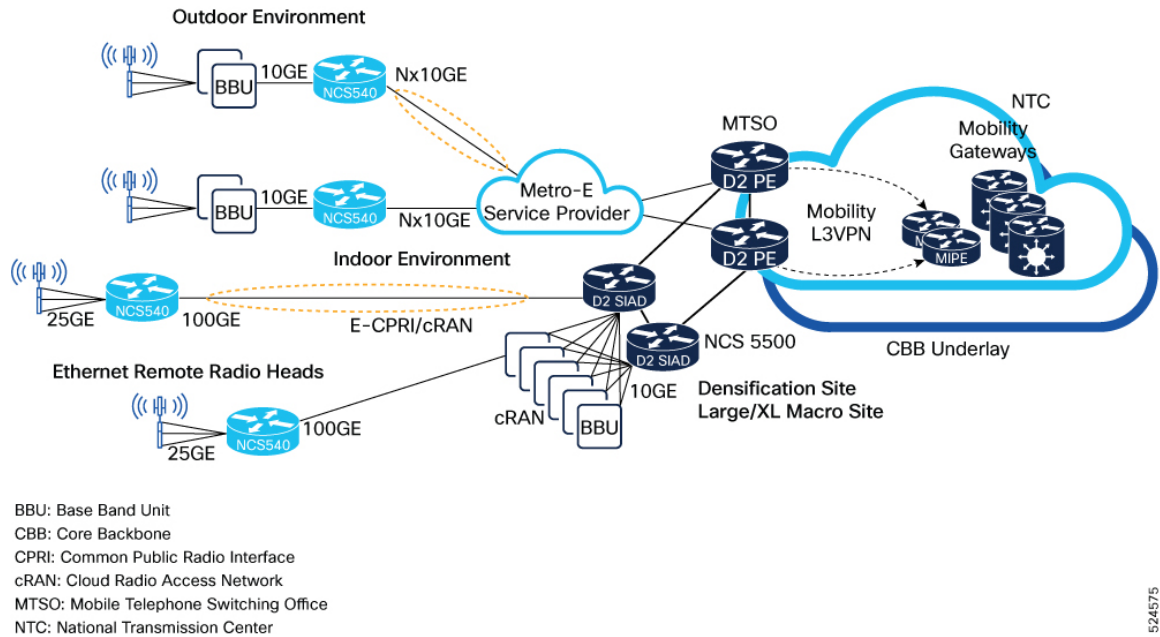 Outdoor Environment
BBU
10GE
NCS540
Nx10GE
BBU
10GE
NCS540
Nx10GE
Metro-E
Service Provider
MTSO
D2 PE
D2 PE
NTC
Mobility
Gateways
Mobility
L3VPN
MIPE
CBB Underlay
Indoor Environment
25GE
NCS540
100GE
E-CPRI/cRAN
D2 SIAD
D2 SIAD
NCS 5500
10GE
Densification Site
Large/XL Macro Site
Ethernet Remote Radio Heads
25GE
NCS540
100GE
cRAN
BBU
BBU: Base Band Unit
CBB: Core Backbone
CPRI: Common Public Radio Interface
cRAN: Cloud Radio Access Network
MTSO: Mobile Telephone Switching Office
NTC: National Transmission Center
524575